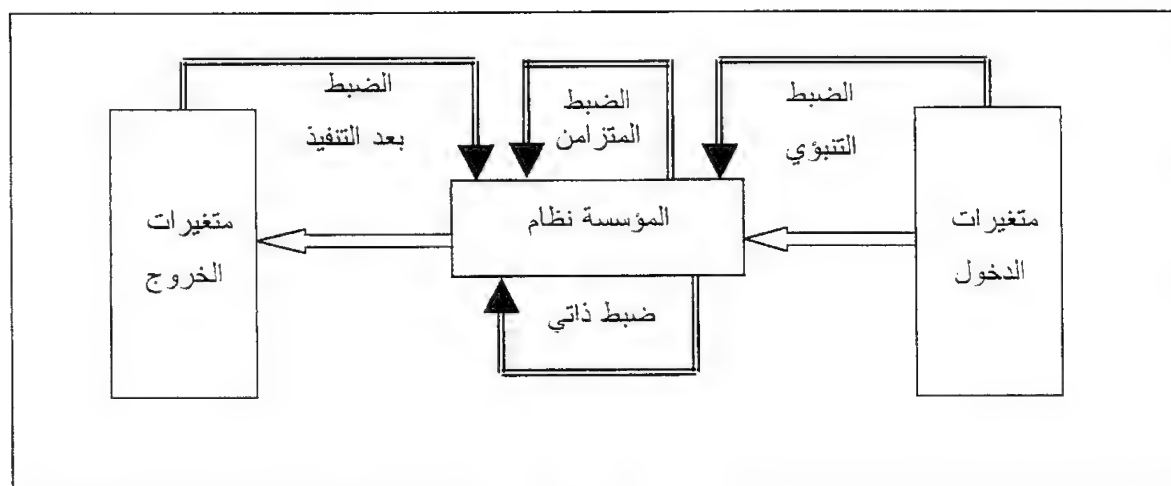 الضبط
التنبؤي
الضبط
المتزامن
الضبط
بعد التنفيذ
متغيرات
الدخول
المؤسسة نظام
متغيرات
الخروج
ضبط ذاتي